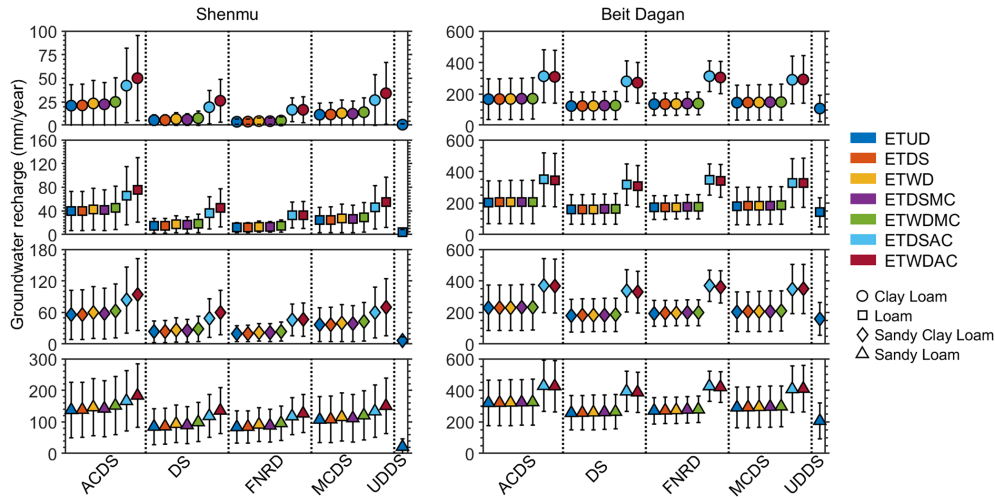 Shenmu
Beit Dagan
Groundwater recharge (mm/year)
100
75
50
25
0
160
120
80
40
0
180
120
60
0
300
200
100
0
600
400
200
0
600
400
200
0
600
400
200
0
600
400
200
0
ACDS
DS
FNRD
MCDS
UDDS
ACDS
DS
FNRD
MCDS
UDDS
ETUD
ETDS
ETWD
ETDSMC
ETWDMC
ETDSAC
ETWDAC
Clay Loam
Loam
Sandy Clay Loam
Sandy Loam